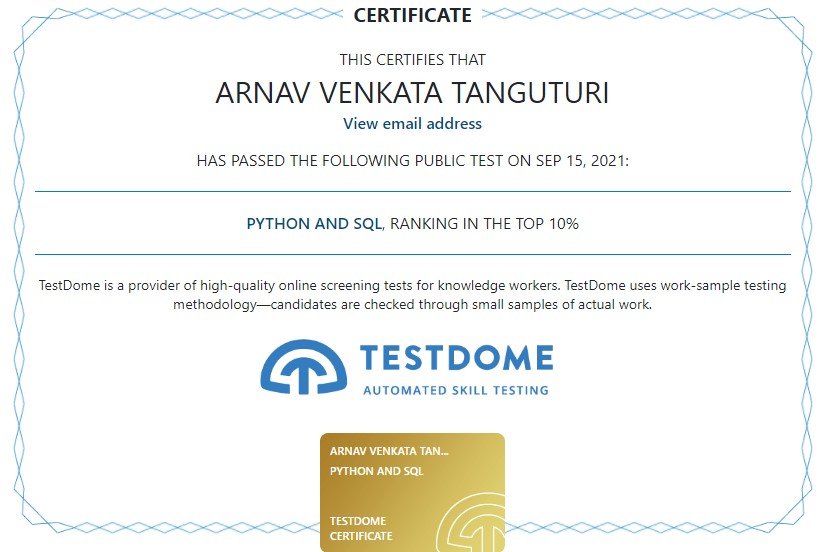 CERTIFICATE
THIS CERTIFIES THAT
ARNAV VENKATA TANGUTURI
View email address
HAS PASSED THE FOLLOWING PUBLIC TEST ON SEP 15, 2021:
PYTHON AND SQL, RANKING IN THE TOP 10%
TestDome is a provider of high-quality online screening tests for knowledge workers. TestDome uses work-sample testing
methodology—candidates are checked through small samples of actual work.
TESTDOME
AUTOMATED SKILL TESTING
ARNAV VENKATA TAN...
PYTHON AND SQL
TESTDOME
CERTIFICATE